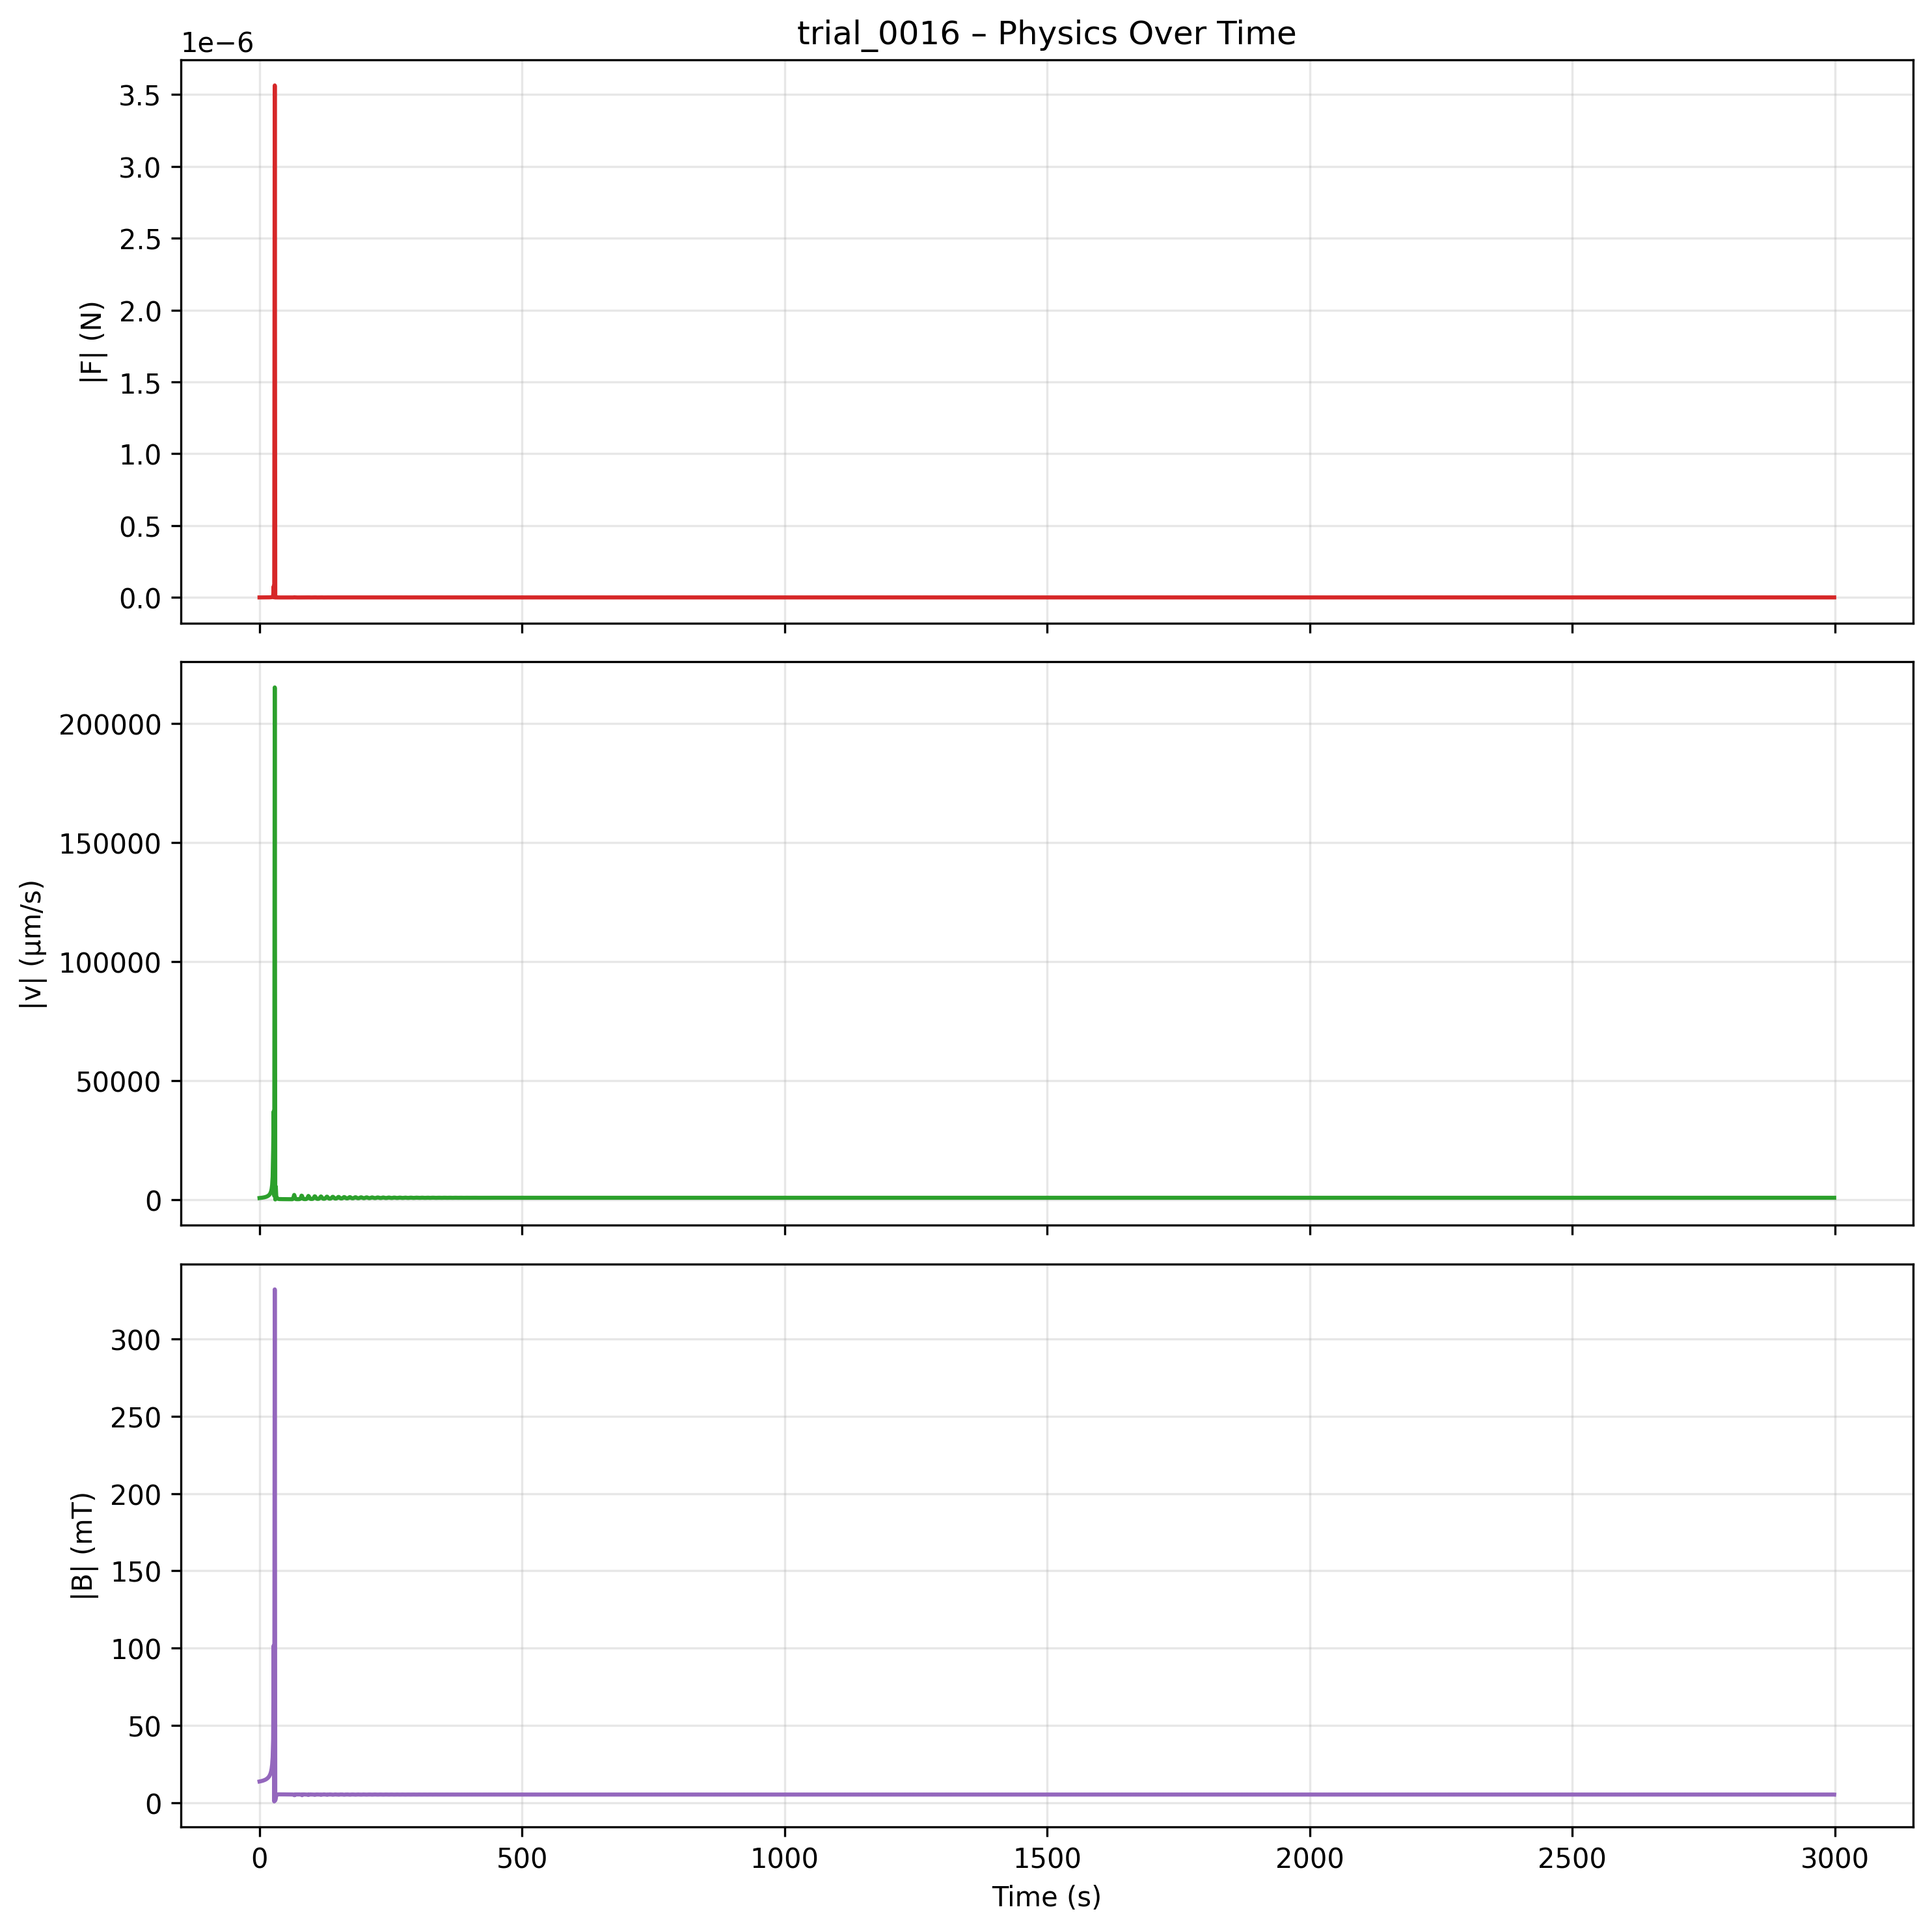 trial_0016 – Physics Over Time
1e−6
3.5
3.0
2.5
2.0
1.5
1.0
0.5
0.0
|F| (N)
200000
150000
100000
50000
0
|v| (µm/s)
300
250
200
150
100
50
0
|B| (mT)
0 500 1000 1500 2000 2500 3000
Time (s)